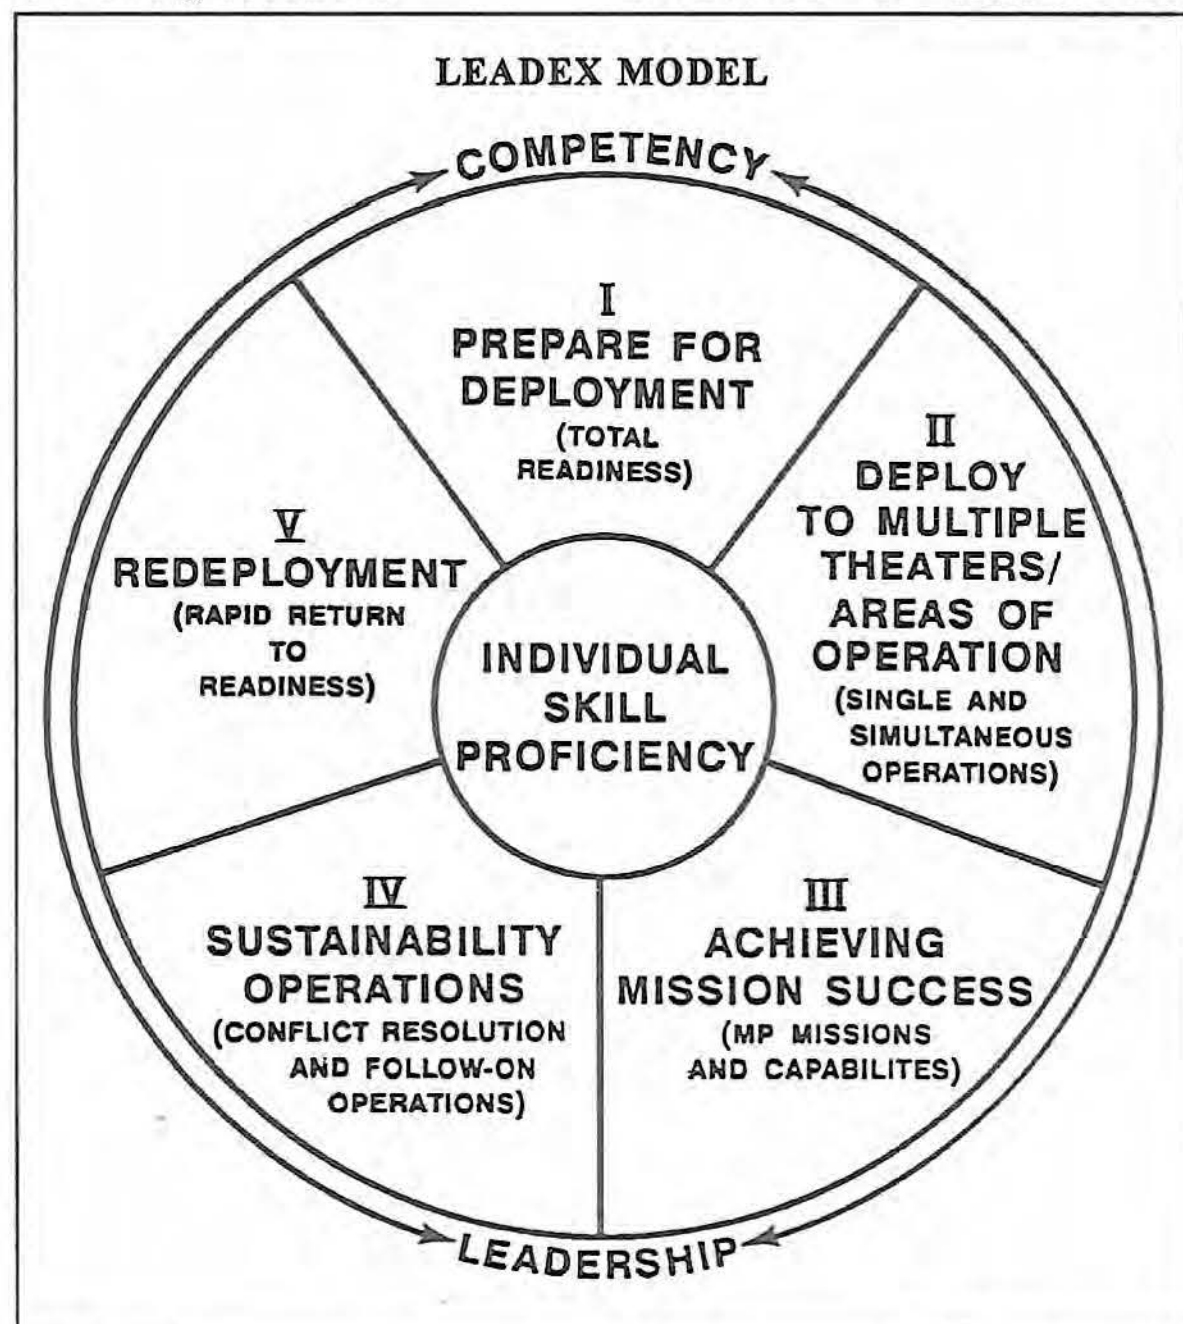 LEADEX MODEL
COMPETENCY
I
PREPARE FOR
DEPLOYMENT
(TOTAL
READINESS)
II
DEPLOY
TO MULTIPLE
THEATERS/
AREAS OF
OPERATION
(SINGLE AND
SIMULTANEOUS
OPERATIONS)
III
ACHIEVING
MISSION SUCCESS
(MP MISSIONS
AND CAPABILITES)
IV
SUSTAINABILITY
OPERATIONS
(CONFLICT RESOLUTION
AND FOLLOW-ON
OPERATIONS)
V
REDEPLOYMENT
(RAPID RETURN
TO
READINESS)
INDIVIDUAL
SKILL
PROFICIENCY
LEADERSHIP